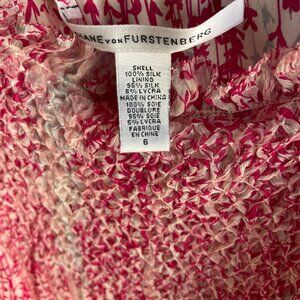 DIANE VON FURSTENBERG
SHELL
100% SILK
LINING
95% SILK
5% LYCRA
MADE IN CHINA
100% SOIE
DOUBLURE
95% SOIE
5% LYCRA
FABRIQUE
EN CHINE
6